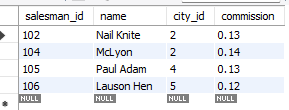 salesman_id name city_id commission
102 Nail Knite 2 0.13
104 McLyon 2 0.14
105 Paul Adam 4 0.13
106 Lauson Hen 5 0.12
NULL NULL NULL NULL